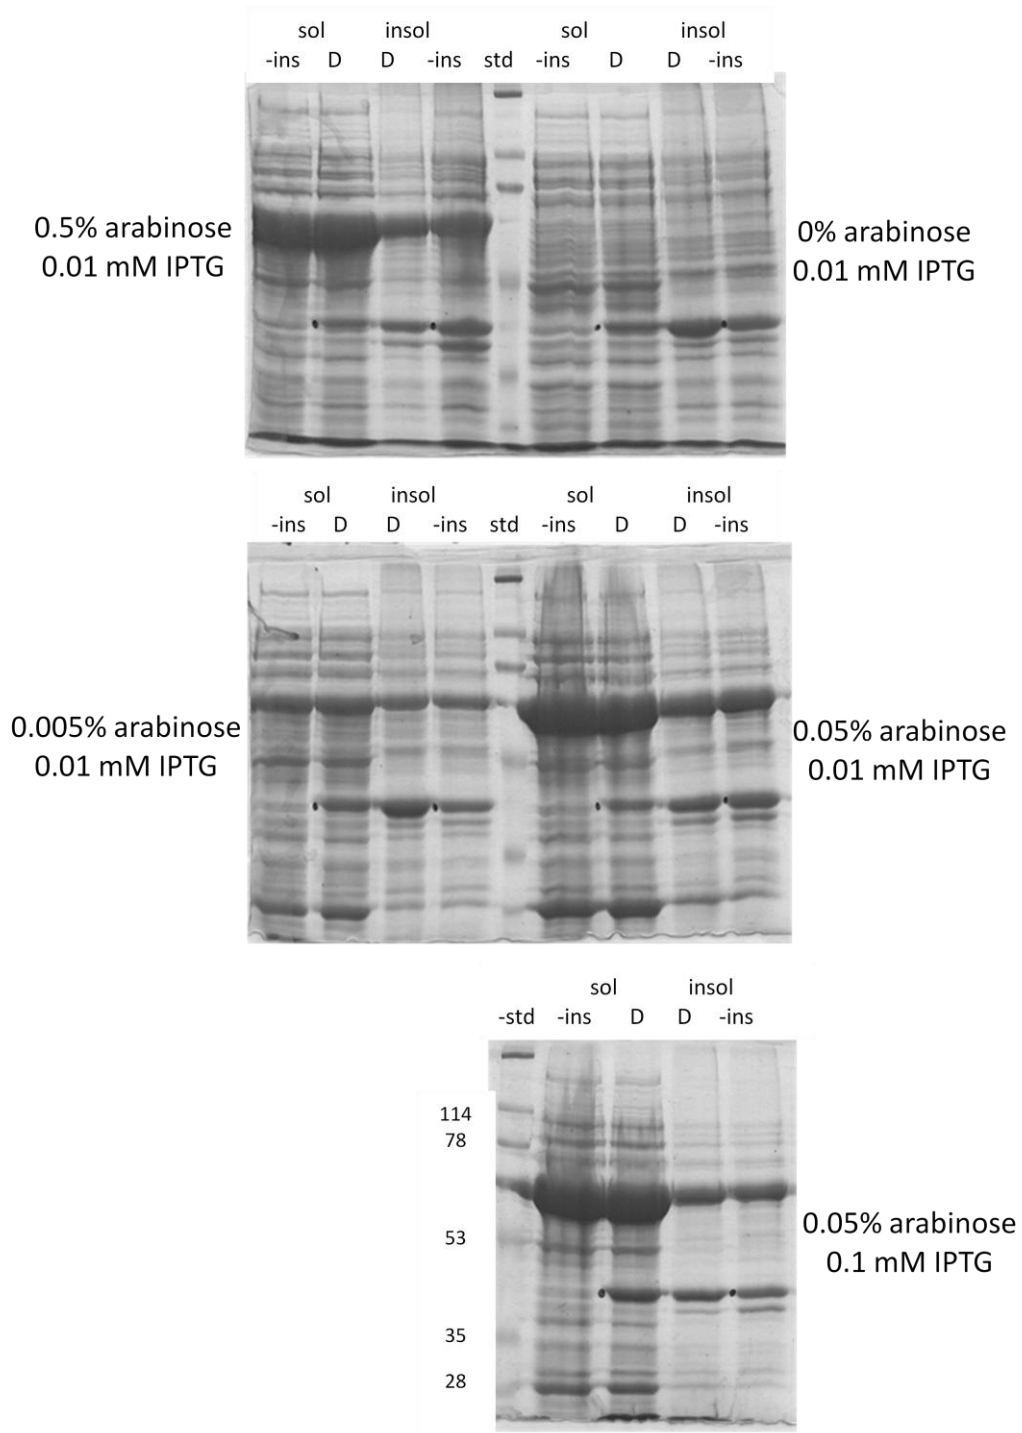 sol insol sol insol
-ins D D -ins std -ins D D -ins
0.5% arabinose
0.01 mM IPTG
0% arabinose
0.01 mM IPTG
sol insol sol insol
-ins D D -ins std -ins D D -ins
0.005% arabinose
0.01 mM IPTG
0.05% arabinose
0.01 mM IPTG
sol insol
-std -ins D D -ins
114
78
53
35
28
0.05% arabinose
0.1 mM IPTG